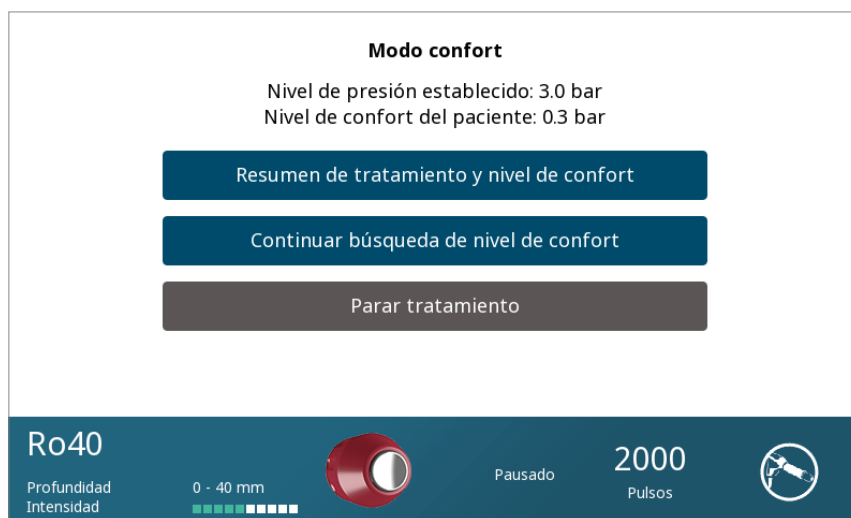 Modo confort
Nivel de presión establecido: 3.0 bar
Nivel de confort del paciente: 0.3 bar
Resumen de tratamiento y nivel de confort
Continuar búsqueda de nivel de confort
Parar tratamiento
Ro40
Profundidad 0 - 40 mm
Intensidad
Pausado
2000
Pulsos